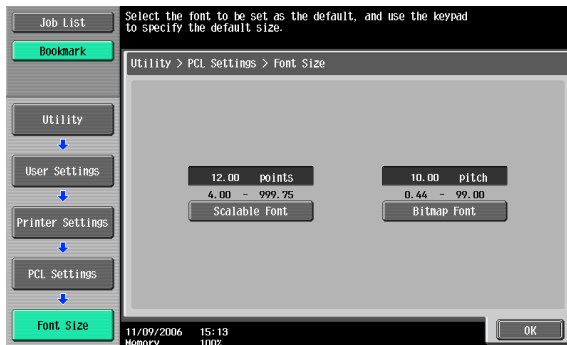 Job List
Bookmark
Select the font to be set as the default, and use the keypad
to specify the default size.
Utility > PCL Settings > Font Size
Utility
User Settings
Printer Settings
PCL Settings
Font Size
12.00 points
4.00 - 999.75
Scalable Font
10.00 pitch
0.44 - 99.00
Bitmap Font
11/09/2006 15:13
Memory 100%
OK